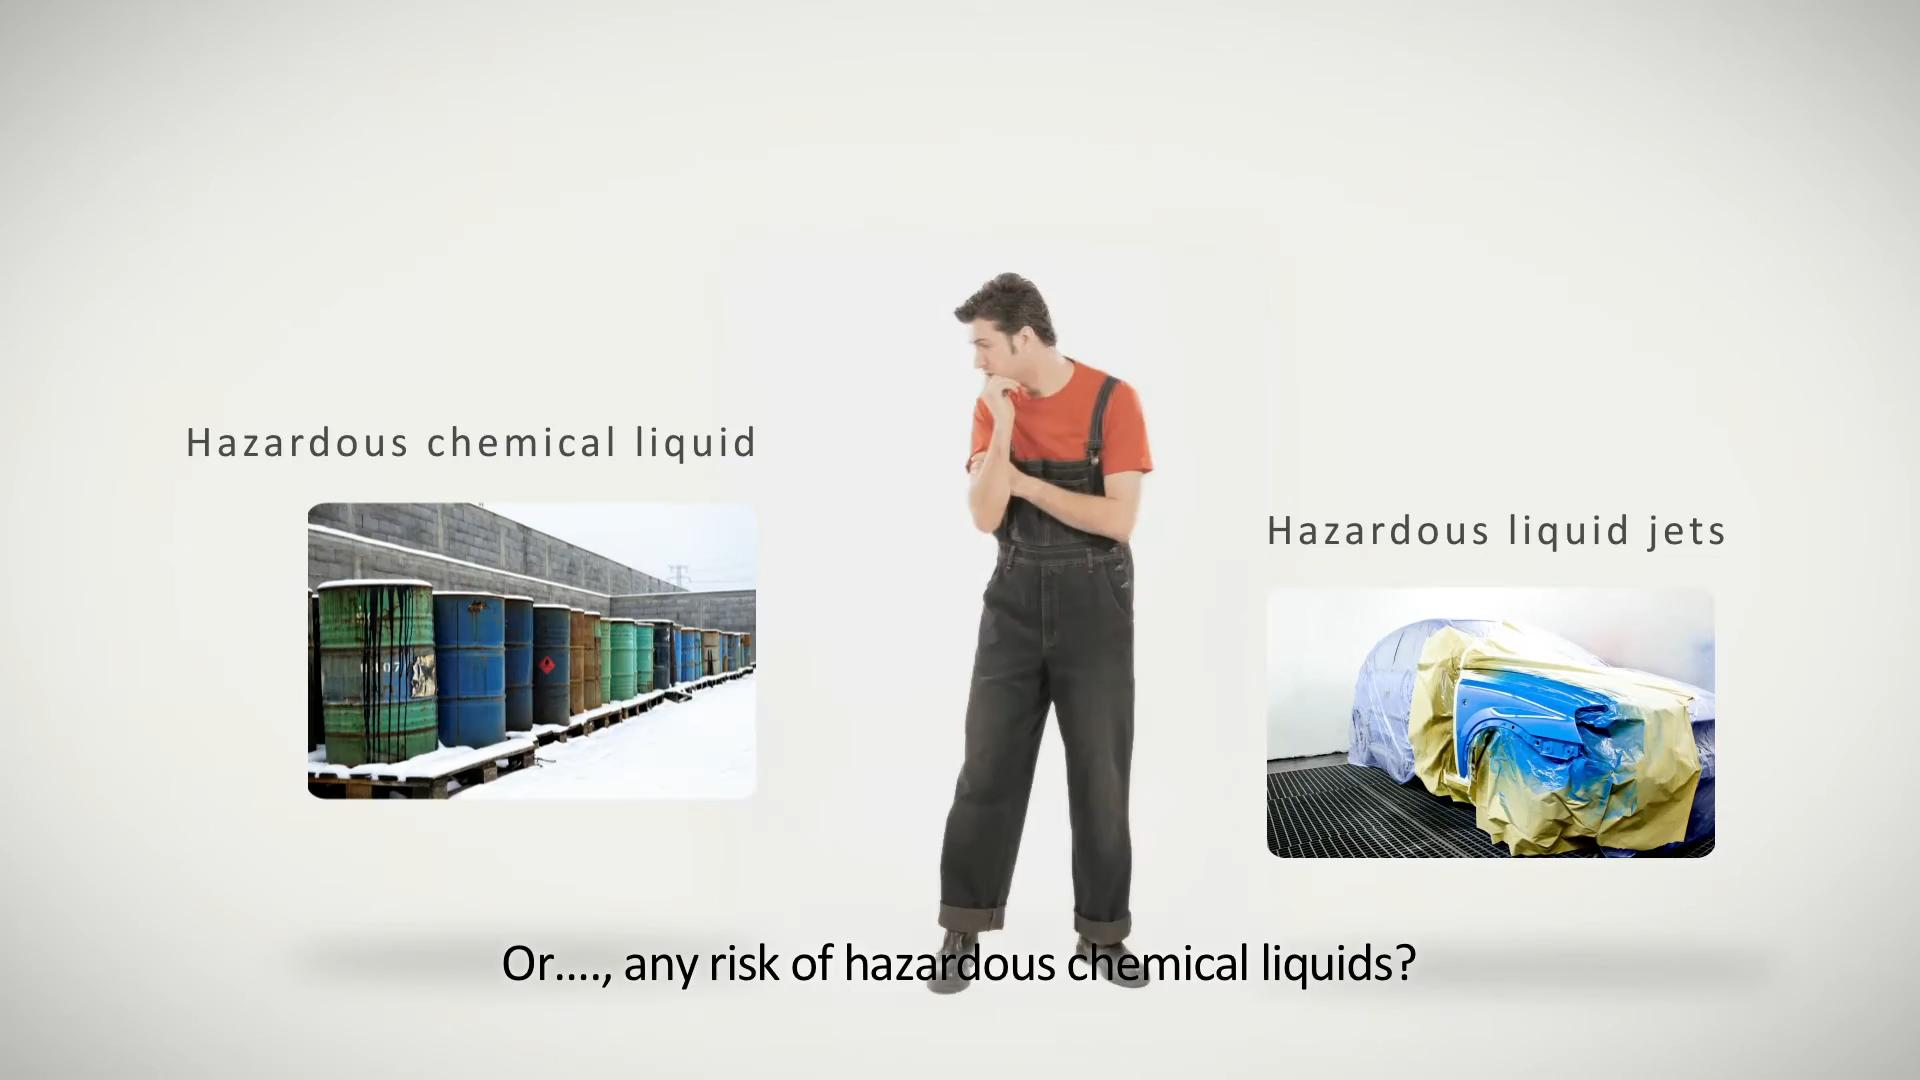 Hazardous chemical liquid
Hazardous liquid jets
Or...., any risk of hazardous chemical liquids?